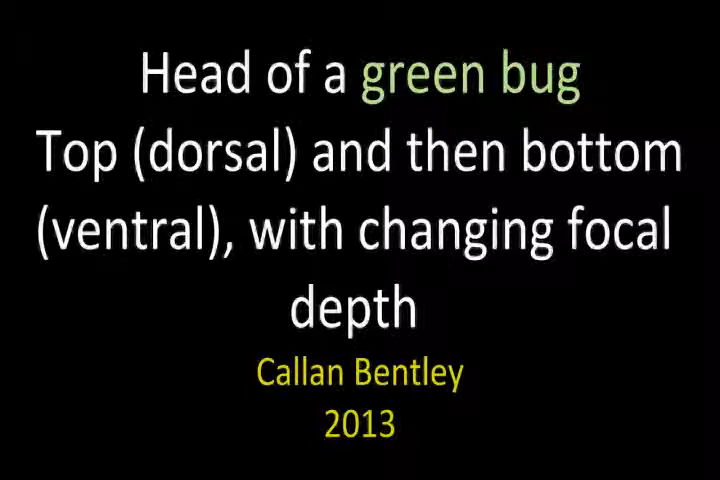 Head of a green bug
Top (dorsal) and then bottom
(ventral), with changing focal
depth
Callan Bentley
2013